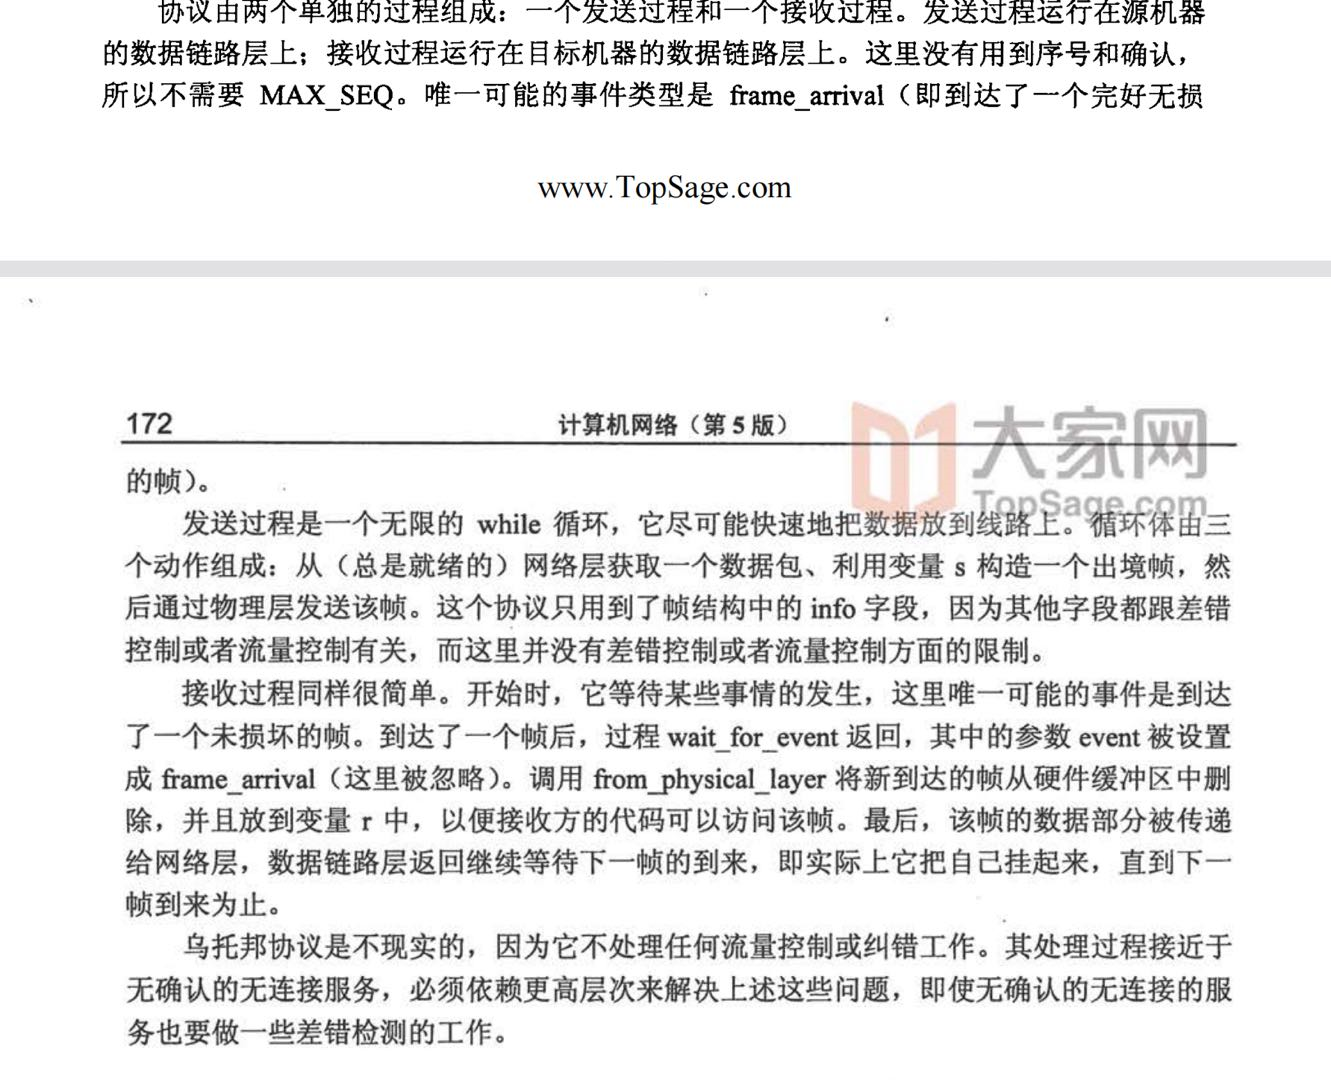 协议由两个单独的过程组成：一个发送过程和一个接收过程。发送过程运行在源机器
的数据链路层上；接收过程运行在目标机器的数据链路层上。这里没有用到序号和确认，
所以不需要 MAX_SEQ。唯一可能的事件类型是 frame_arrival（即到达了一个完好无损
www.TopSage.com
172
计算机网络（第 5 版）
大家网
TopSage.com
的帧）。
发送过程是一个无限的 while 循环，它尽可能快速地把数据放到线路上。循环体由三
个动作组成：从（总是就绪的）网络层获取一个数据包、利用变量 s 构造一个出境帧，然
后通过物理层发送该帧。这个协议只用到了帧结构中的 info 字段，因为其他字段都跟差错
控制或者流量控制有关，而这里并没有差错控制或者流量控制方面的限制。
接收过程同样很简单。开始时，它等待某些事情的发生，这里唯一可能的事件是到达
了一个未损坏的帧。到达了一个帧后，过程 wait_for_event 返回，其中的参数 event 被设置
成 frame_arrival（这里被忽略）。调用 from_physical_layer 将新到达的帧从硬件缓冲区中删
除，并且放到变量 r 中，以便接收方的代码可以访问该帧。最后，该帧的数据部分被传递
给网络层，数据链路层返回继续等待下一帧的到来，即实际上它把自己挂起来，直到下一
帧到来为止。
乌托邦协议是不现实的，因为它不处理任何流量控制或纠错工作。其处理过程接近于
无确认的无连接服务，必须依赖更高层次来解决上述这些问题，即使无确认的无连接的服
务也要做一些差错检测的工作。